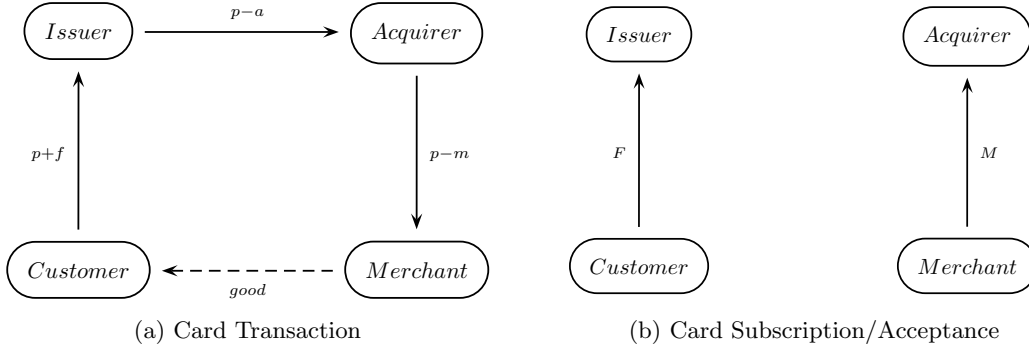 Issuer
p−a
Acquirer
p+f
p−m
Customer
good
Merchant
(a) Card Transaction
Issuer
Acquirer
F
M
Customer
Merchant
(b) Card Subscription/Acceptance